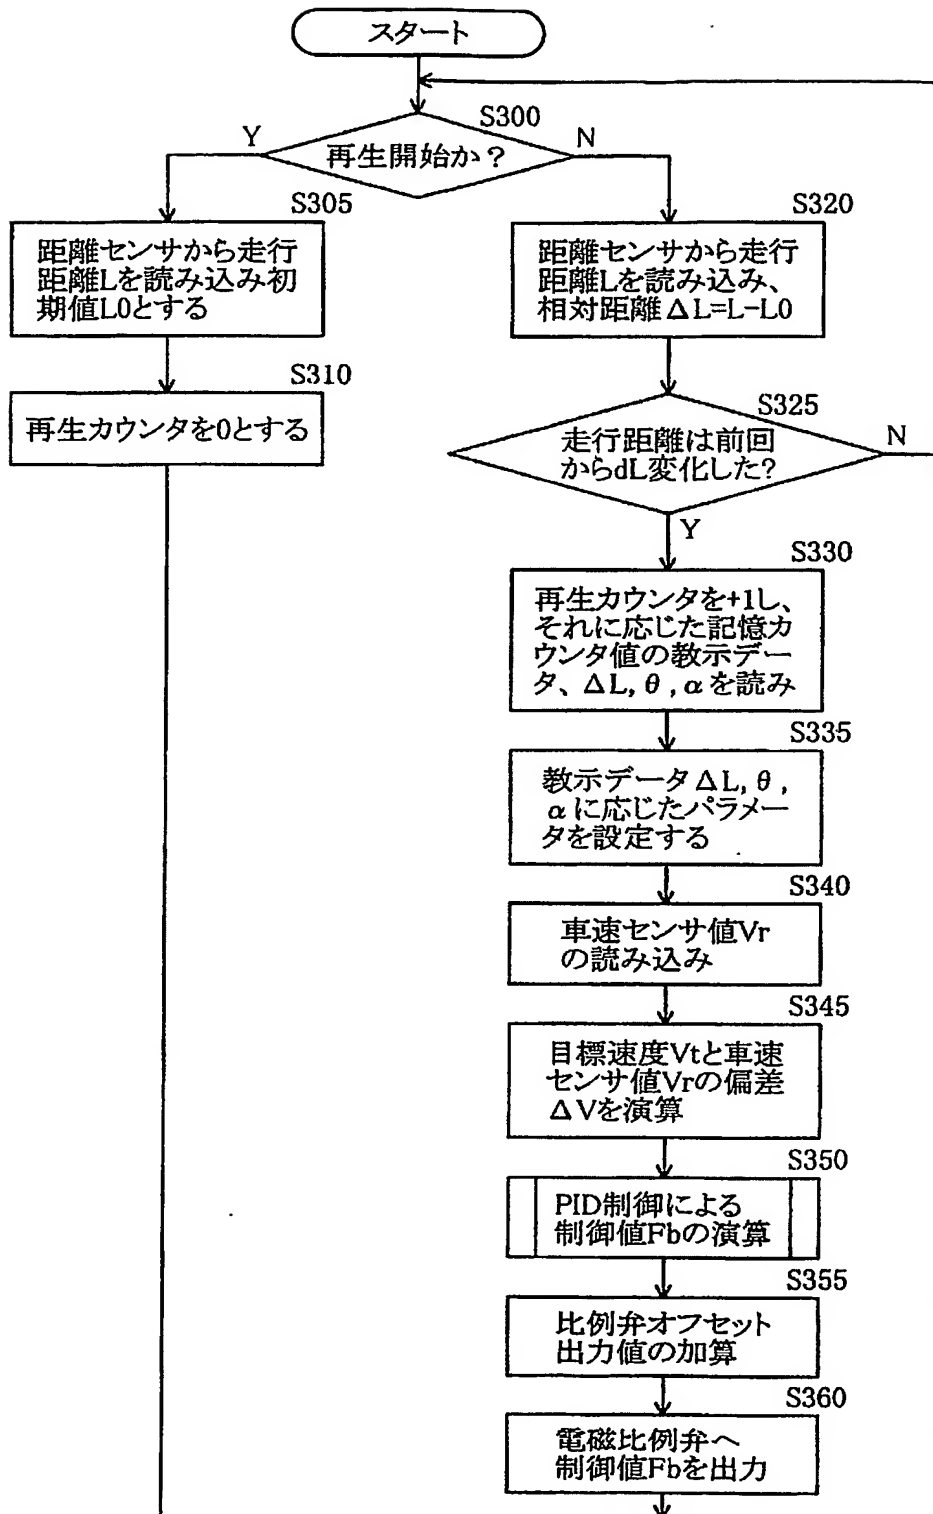 スタート
S300
Y
N
再生開始か？
S305
距離センサから走行
距離Lを読み込み初
期値L0とする
S310
再生カウンタを0とする
S320
距離センサから走行
距離Lを読み込み、
相対距離ΔL=L-L0
S325
走行距離は前回
からdL変化した?
N
Y
S330
再生カウンタを+1し、
それに応じた記憶カ
ウンタ値の教示デー
タ、ΔL, θ, αを読み
S335
教示データΔL, θ,
αに応じたパラメー
タを設定する
S340
車速センサ値Vr
の読み込み
S345
目標速度Vtと車速
センサ値Vrの偏差
ΔVを演算
S350
PID制御による
制御値Fbの演算
S355
比例弁オフセット
出力値の加算
S360
電磁比例弁へ
制御値Fbを出力